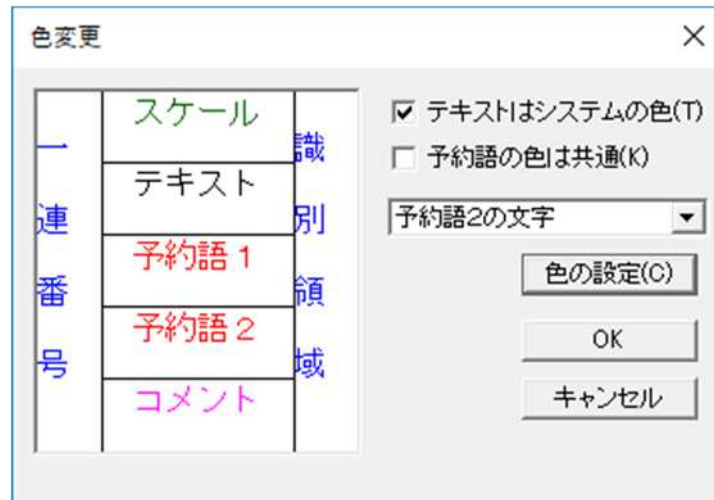 色変更
一連番号
スケール
テキスト
予約語1
予約語2
コメント
識別領域
テキストはシステムの色(T)
予約語の色は共通(K)
予約語2の文字
色の設定(C)
OK
キャンセル